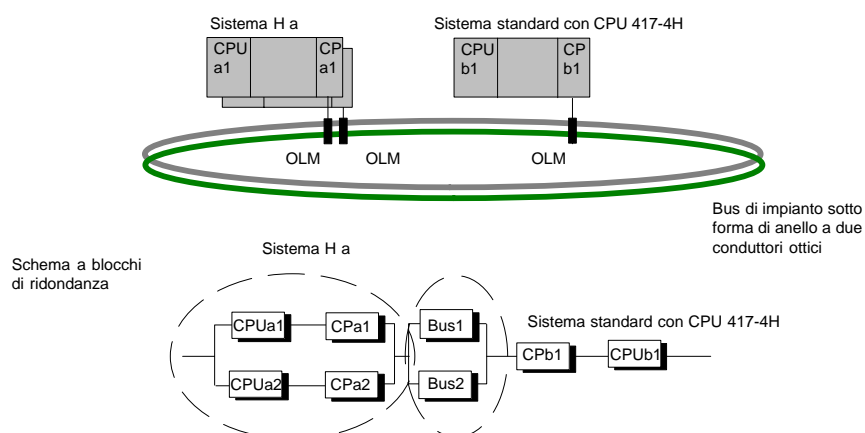 Sistema H a
Sistema standard con CPU 417-4H
CPU
a1
CP
a1
CPU
b1
CP
b1
OLM
OLM
OLM
Bus di impianto sotto
forma di anello a due
conduttori ottici
Sistema H a
Schema a blocchi
di ridondanza
Sistema standard con CPU 417-4H
CPUa1
CPa1
Bus1
CPb1
CPUb1
CPUa2
CPa2
Bus2